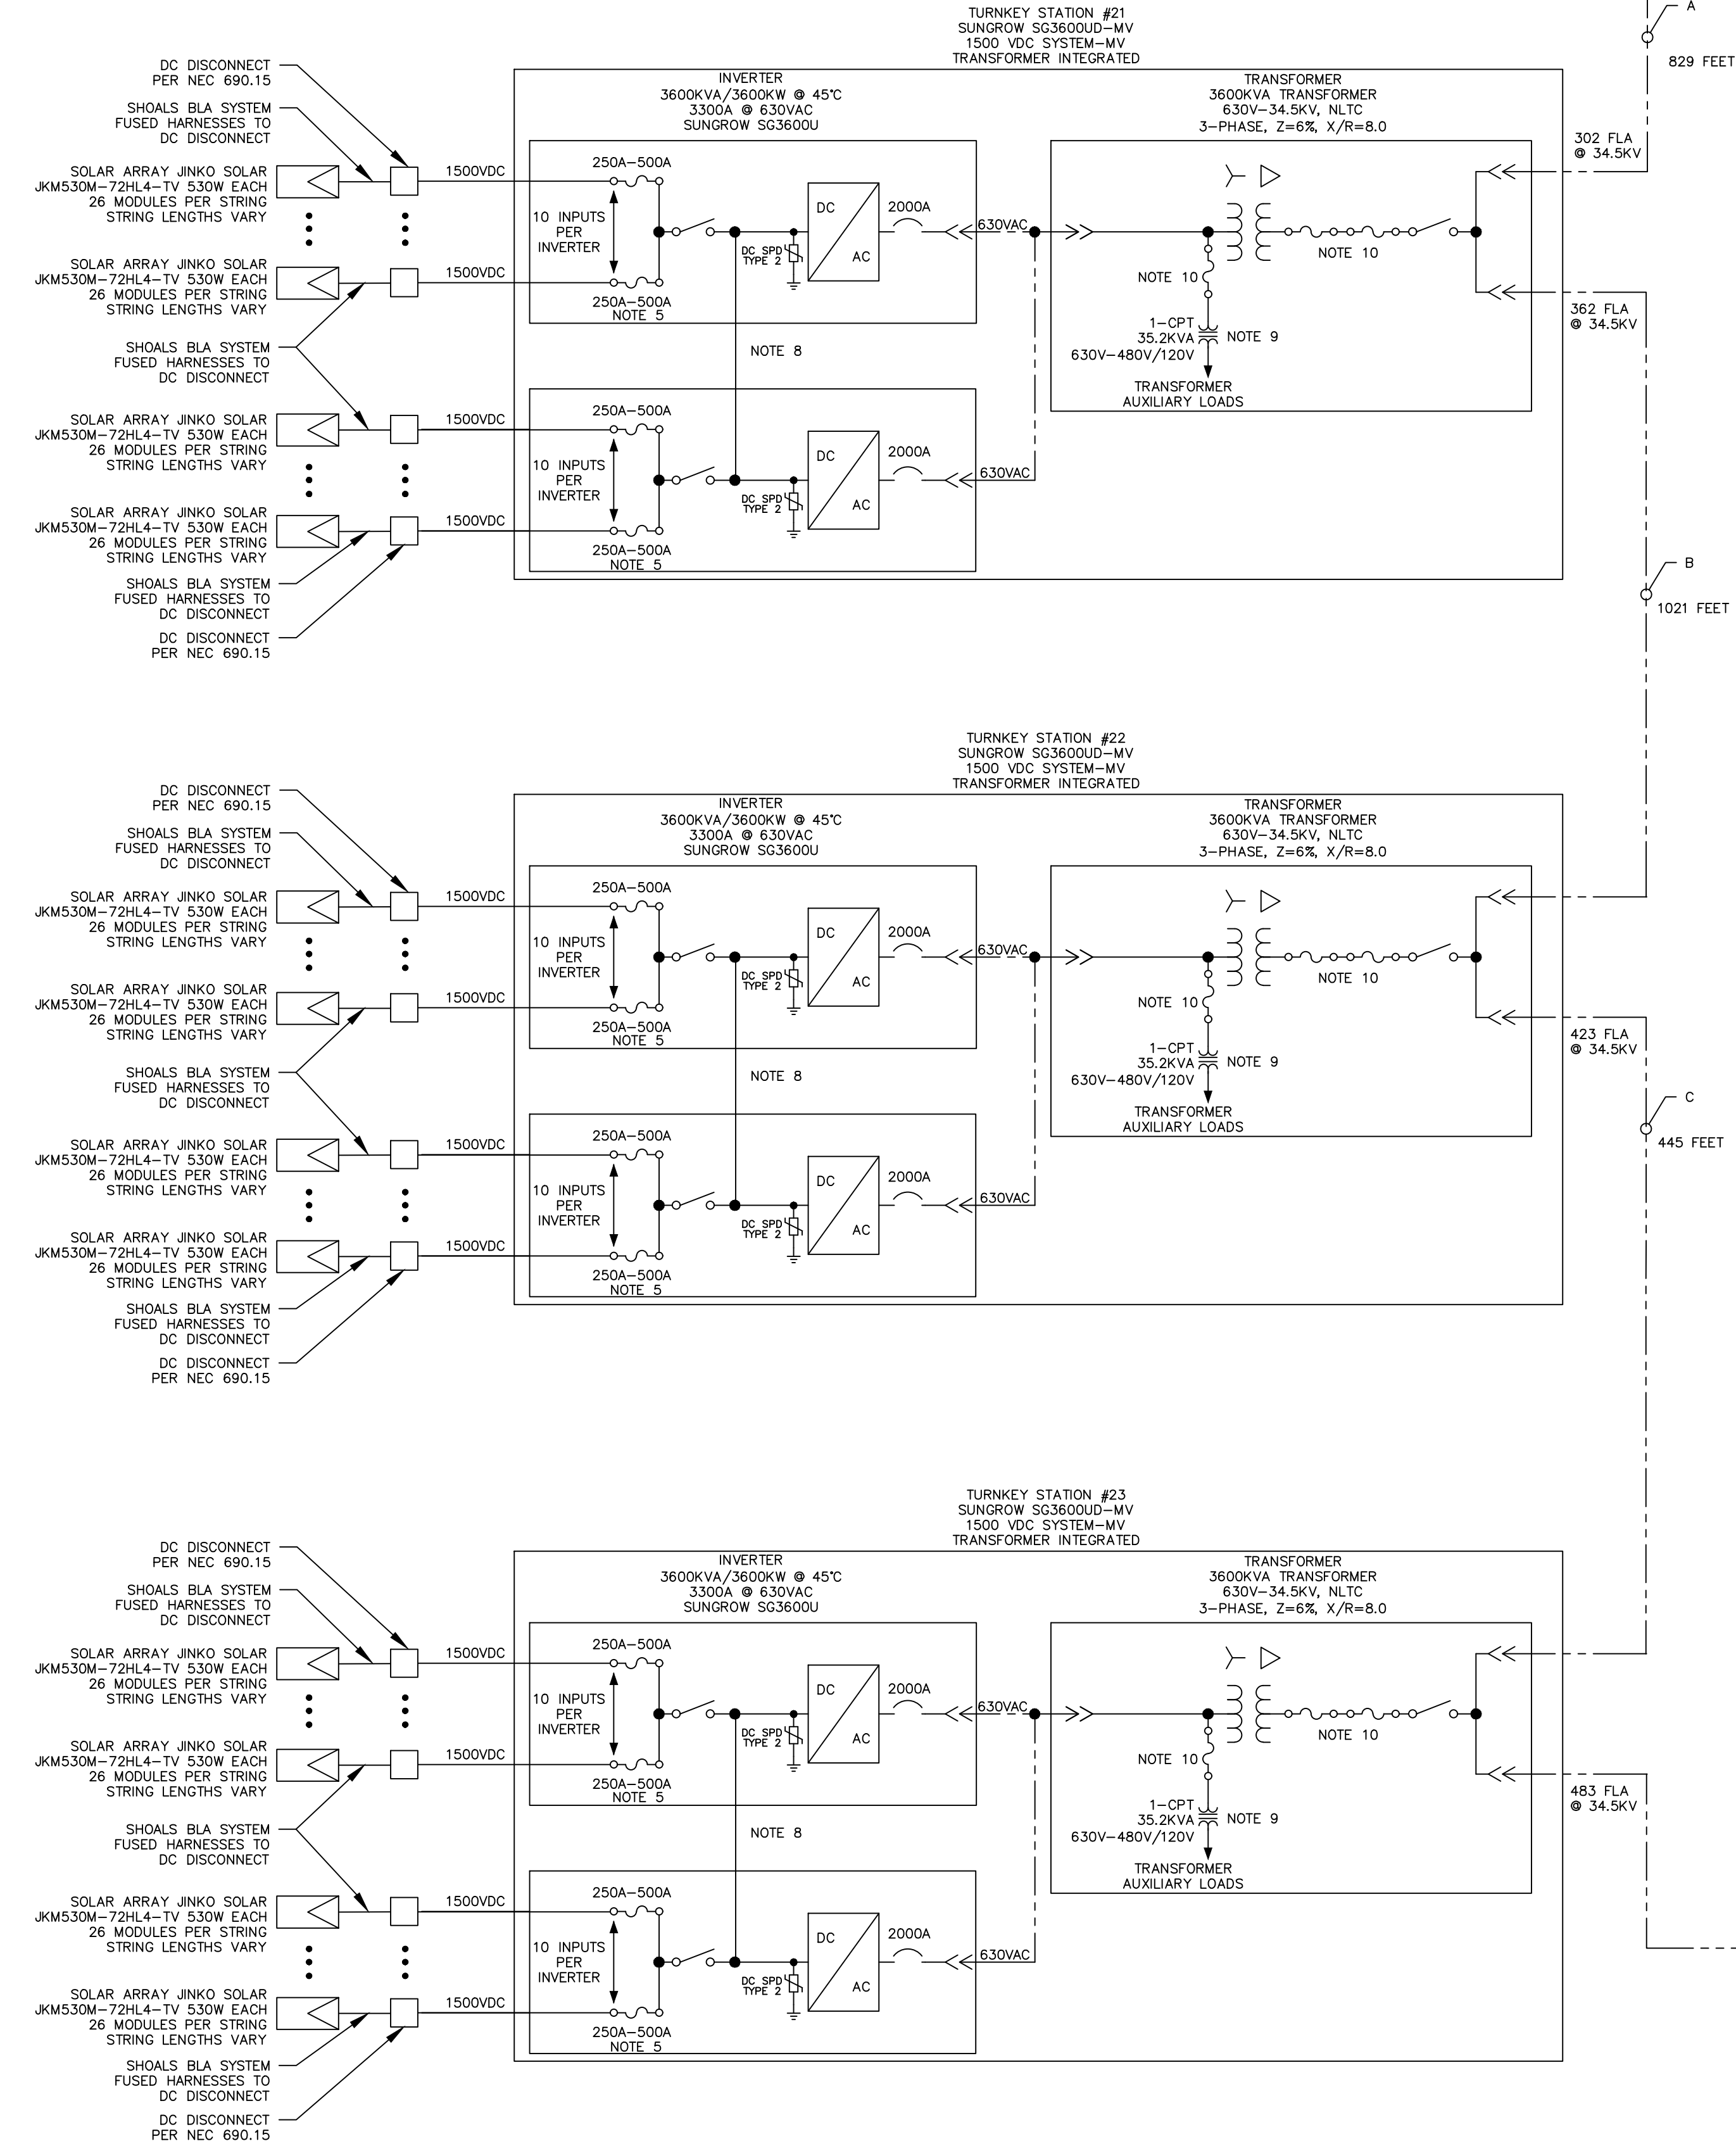 A
829 FEET
TURNKEY STATION #21
SUNGROW SG3600UD-MV
1500 VDC SYSTEM-MV
TRANSFORMER INTEGRATED
DC DISCONNECT
PER NEC 690.15
SHOALS BLA SYSTEM
FUSED HARNESSES TO
DC DISCONNECT
SOLAR ARRAY JINKO SOLAR
JKM530M-72HL4-TV 530W EACH
26 MODULES PER STRING
STRING LENGTHS VARY
SOLAR ARRAY JINKO SOLAR
JKM530M-72HL4-TV 530W EACH
26 MODULES PER STRING
STRING LENGTHS VARY
SHOALS BLA SYSTEM
FUSED HARNESSES TO
DC DISCONNECT
SOLAR ARRAY JINKO SOLAR
JKM530M-72HL4-TV 530W EACH
26 MODULES PER STRING
STRING LENGTHS VARY
SOLAR ARRAY JINKO SOLAR
JKM530M-72HL4-TV 530W EACH
26 MODULES PER STRING
STRING LENGTHS VARY
SHOALS BLA SYSTEM
FUSED HARNESSES TO
DC DISCONNECT
DC DISCONNECT
PER NEC 690.15
1500VDC
1500VDC
1500VDC
1500VDC
INVERTER
3600KVA/3600KW @ 45°C
3300A @ 630VAC
SUNGROW SG3600U
250A-500A
10 INPUTS
PER
INVERTER
250A-500A
NOTE 5
DC SPD
TYPE 2
DC
AC
2000A
630VAC
NOTE 8
250A-500A
10 INPUTS
PER
INVERTER
250A-500A
NOTE 5
DC SPD
TYPE 2
DC
AC
2000A
630VAC
TRANSFORMER
3600KVA TRANSFORMER
630V-34.5KV, NLTC
3-PHASE, Z=6%, X/R=8.0
NOTE 10
NOTE 10
1-CPT
35.2KVA
630V-480V/120V
NOTE 9
TRANSFORMER
AUXILIARY LOADS
302 FLA
@ 34.5KV
362 FLA
@ 34.5KV
B
1021 FEET
TURNKEY STATION #22
SUNGROW SG3600UD-MV
1500 VDC SYSTEM-MV
TRANSFORMER INTEGRATED
DC DISCONNECT
PER NEC 690.15
SHOALS BLA SYSTEM
FUSED HARNESSES TO
DC DISCONNECT
SOLAR ARRAY JINKO SOLAR
JKM530M-72HL4-TV 530W EACH
26 MODULES PER STRING
STRING LENGTHS VARY
SOLAR ARRAY JINKO SOLAR
JKM530M-72HL4-TV 530W EACH
26 MODULES PER STRING
STRING LENGTHS VARY
SHOALS BLA SYSTEM
FUSED HARNESSES TO
DC DISCONNECT
SOLAR ARRAY JINKO SOLAR
JKM530M-72HL4-TV 530W EACH
26 MODULES PER STRING
STRING LENGTHS VARY
SOLAR ARRAY JINKO SOLAR
JKM530M-72HL4-TV 530W EACH
26 MODULES PER STRING
STRING LENGTHS VARY
SHOALS BLA SYSTEM
FUSED HARNESSES TO
DC DISCONNECT
DC DISCONNECT
PER NEC 690.15
1500VDC
1500VDC
1500VDC
1500VDC
INVERTER
3600KVA/3600KW @ 45°C
3300A @ 630VAC
SUNGROW SG3600U
250A-500A
10 INPUTS
PER
INVERTER
250A-500A
NOTE 5
DC SPD
TYPE 2
DC
AC
2000A
630VAC
NOTE 8
250A-500A
10 INPUTS
PER
INVERTER
250A-500A
NOTE 5
DC SPD
TYPE 2
DC
AC
2000A
630VAC
TRANSFORMER
3600KVA TRANSFORMER
630V-34.5KV, NLTC
3-PHASE, Z=6%, X/R=8.0
NOTE 10
NOTE 10
1-CPT
35.2KVA
630V-480V/120V
NOTE 9
TRANSFORMER
AUXILIARY LOADS
423 FLA
@ 34.5KV
C
445 FEET
TURNKEY STATION #23
SUNGROW SG3600UD-MV
1500 VDC SYSTEM-MV
TRANSFORMER INTEGRATED
DC DISCONNECT
PER NEC 690.15
SHOALS BLA SYSTEM
FUSED HARNESSES TO
DC DISCONNECT
SOLAR ARRAY JINKO SOLAR
JKM530M-72HL4-TV 530W EACH
26 MODULES PER STRING
STRING LENGTHS VARY
SOLAR ARRAY JINKO SOLAR
JKM530M-72HL4-TV 530W EACH
26 MODULES PER STRING
STRING LENGTHS VARY
SHOALS BLA SYSTEM
FUSED HARNESSES TO
DC DISCONNECT
SOLAR ARRAY JINKO SOLAR
JKM530M-72HL4-TV 530W EACH
26 MODULES PER STRING
STRING LENGTHS VARY
SOLAR ARRAY JINKO SOLAR
JKM530M-72HL4-TV 530W EACH
26 MODULES PER STRING
STRING LENGTHS VARY
SHOALS BLA SYSTEM
FUSED HARNESSES TO
DC DISCONNECT
DC DISCONNECT
PER NEC 690.15
1500VDC
1500VDC
1500VDC
1500VDC
INVERTER
3600KVA/3600KW @ 45°C
3300A @ 630VAC
SUNGROW SG3600U
250A-500A
10 INPUTS
PER
INVERTER
250A-500A
NOTE 5
DC SPD
TYPE 2
DC
AC
2000A
630VAC
NOTE 8
250A-500A
10 INPUTS
PER
INVERTER
250A-500A
NOTE 5
DC SPD
TYPE 2
DC
AC
2000A
630VAC
TRANSFORMER
3600KVA TRANSFORMER
630V-34.5KV, NLTC
3-PHASE, Z=6%, X/R=8.0
NOTE 10
NOTE 10
1-CPT
35.2KVA
630V-480V/120V
NOTE 9
TRANSFORMER
AUXILIARY LOADS
483 FLA
@ 34.5KV